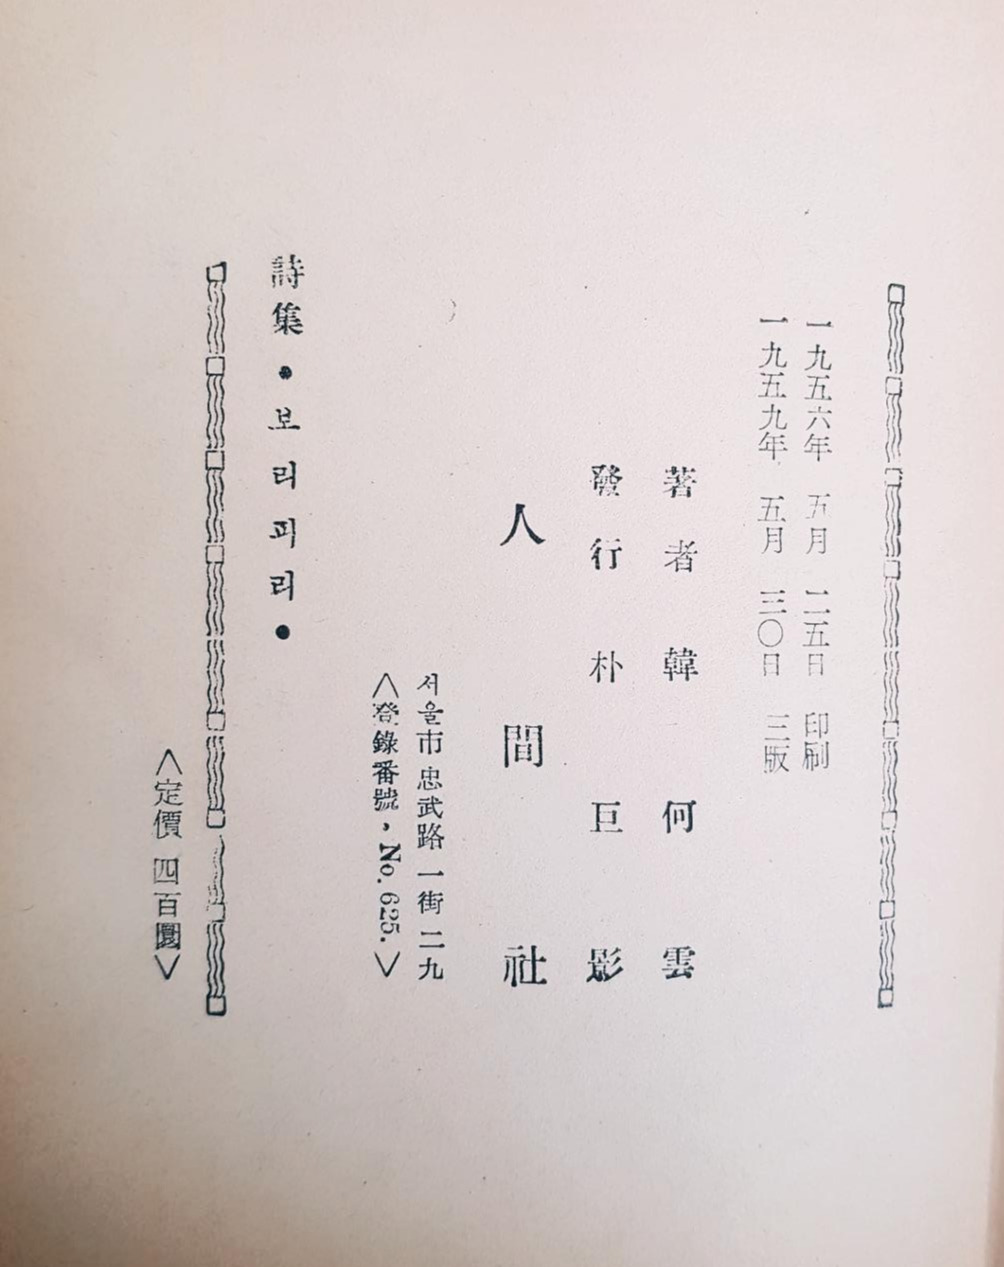 一九五六年 五月 二五日 印刷
一九五九年 五月 三〇日 三版
著者 韓何雲
發行 朴巨影
人間社
서울市 忠武路 一街 二九
<登錄番號, No. 625.>
詩集 • 보리피리 •
<定價 四百圜>